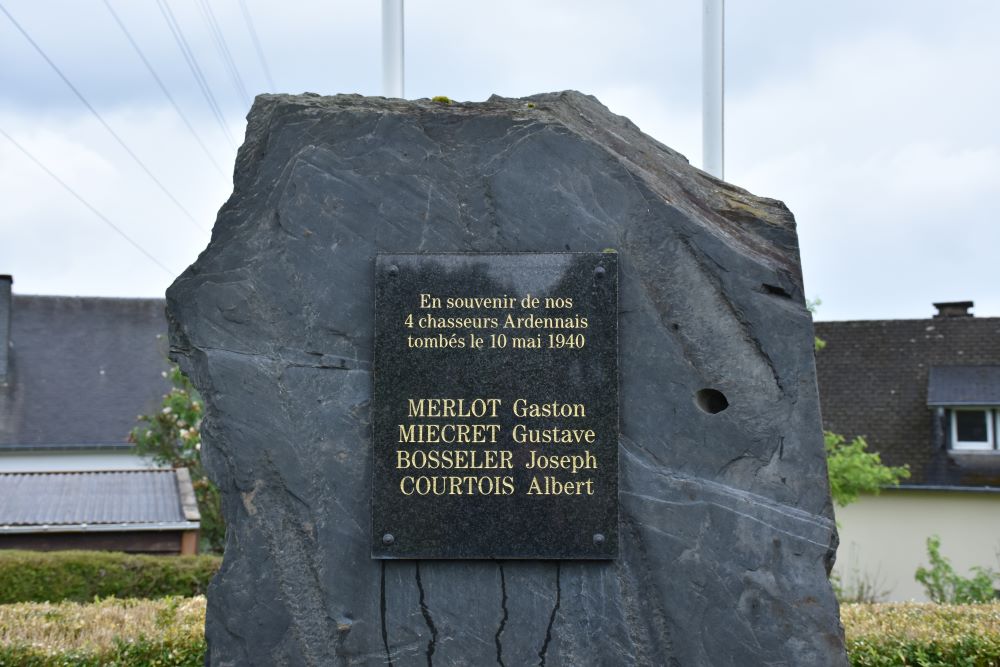 En souvenir de nos
4 chasseurs Ardennais
tombés le 10 mai 1940
MERLOT Gaston
MIECRET Gustave
BOSSELER Joseph
COURTOIS Albert